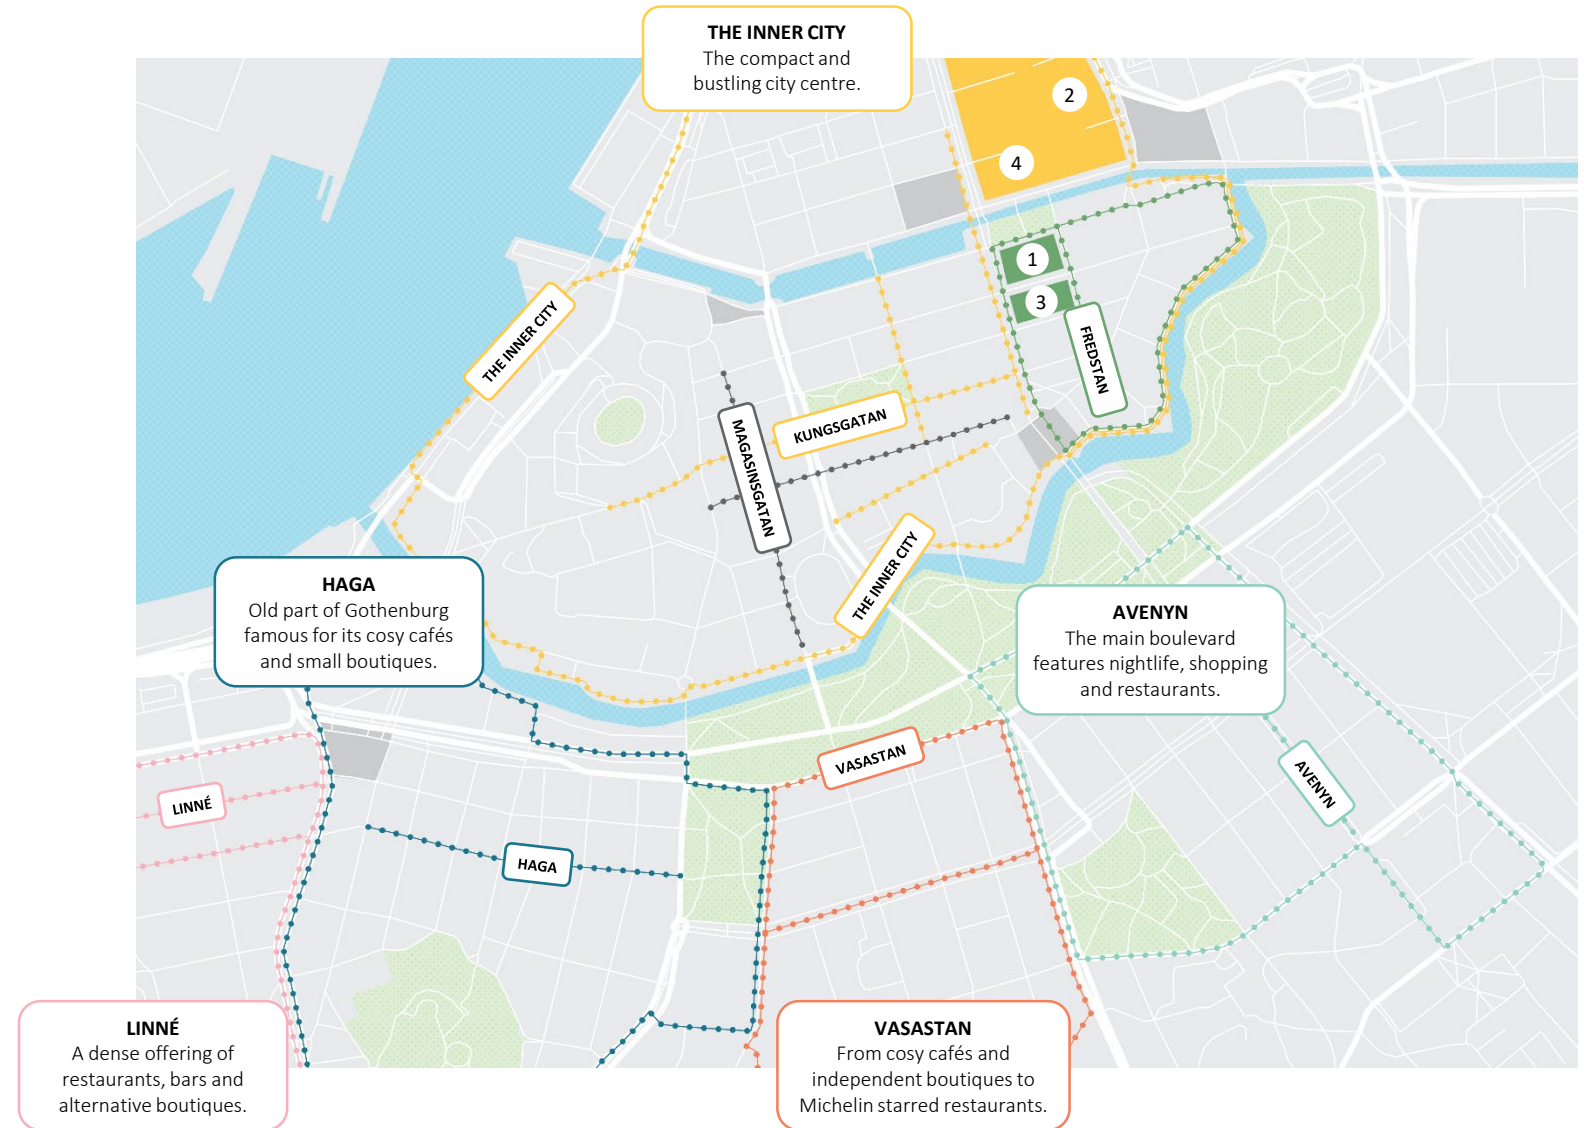 THE INNER CITY
The compact and
bustling city centre.
2
4
1
3
THE INNER CITY
FREDSTAN
KUNGSGATAN
MAGASINSGATAN
THE INNER CITY
HAGA
Old part of Gothenburg
famous for its cosy cafés
and small boutiques.
AVENYN
The main boulevard
features nightlife, shopping
and restaurants.
VASASTAN
AVENYN
LINNÉ
HAGA
LINNÉ
A dense offering of
restaurants, bars and
alternative boutiques.
VASASTAN
From cosy cafés and
independent boutiques to
Michelin starred restaurants.